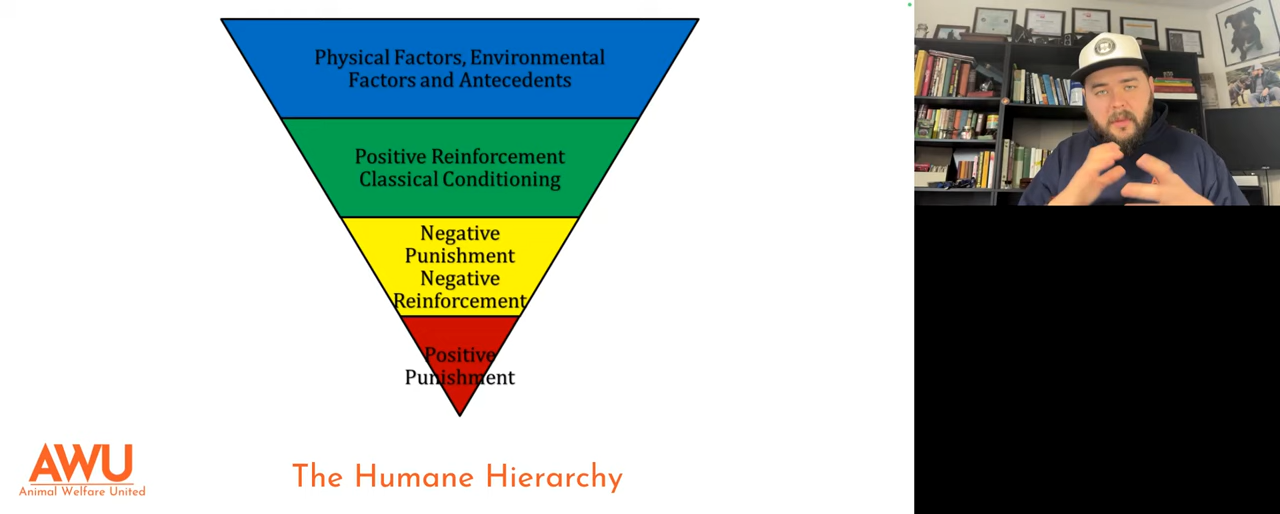 Physical Factors, Environmental
Factors and Antecedents
Positive Reinforcement
Classical Conditioning
Negative
Punishment
Negative
Reinforcement
Positive
Punishment
AWU
Animal Welfare United
The Humane Hierarchy